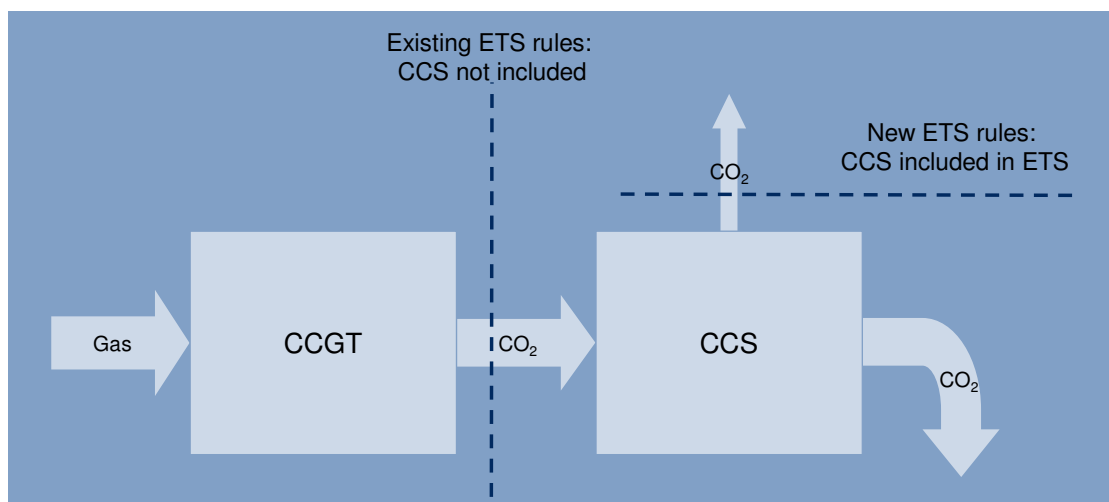 Existing ETS rules:
CCS not included
New ETS rules:
CCS included in ETS
CO₂
Gas
CCGT
CO₂
CCS
CO₂